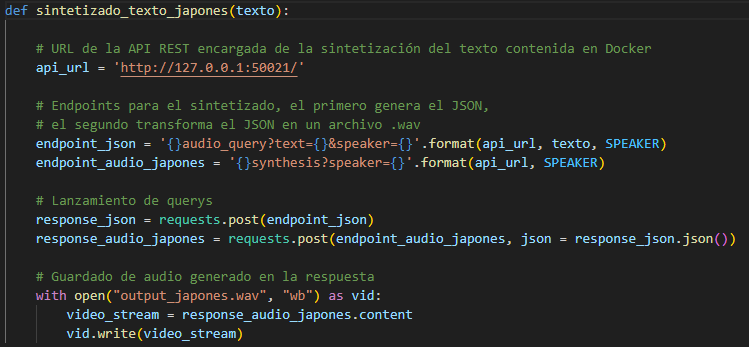 def sintetizado_texto_japones(texto):
# URL de la API REST encargada de la sintetización del texto contenida en Docker
api_url = 'http://127.0.0.1:50021/'
# Endpoints para el sintetizado, el primero genera el JSON,
# el segundo transforma el JSON en un archivo .wav
endpoint_json = '{}audio_query?text={}&speaker={}'.format(api_url, texto, SPEAKER)
endpoint_audio_japones = '{}synthesis?speaker={}'.format(api_url, SPEAKER)
# Lanzamiento de querys
response_json = requests.post(endpoint_json)
response_audio_japones = requests.post(endpoint_audio_japones, json = response_json.json())
# Guardado de audio generado en la respuesta
with open("output_japones.wav", "wb") as vid:
video_stream = response_audio_japones.content
vid.write(video_stream)